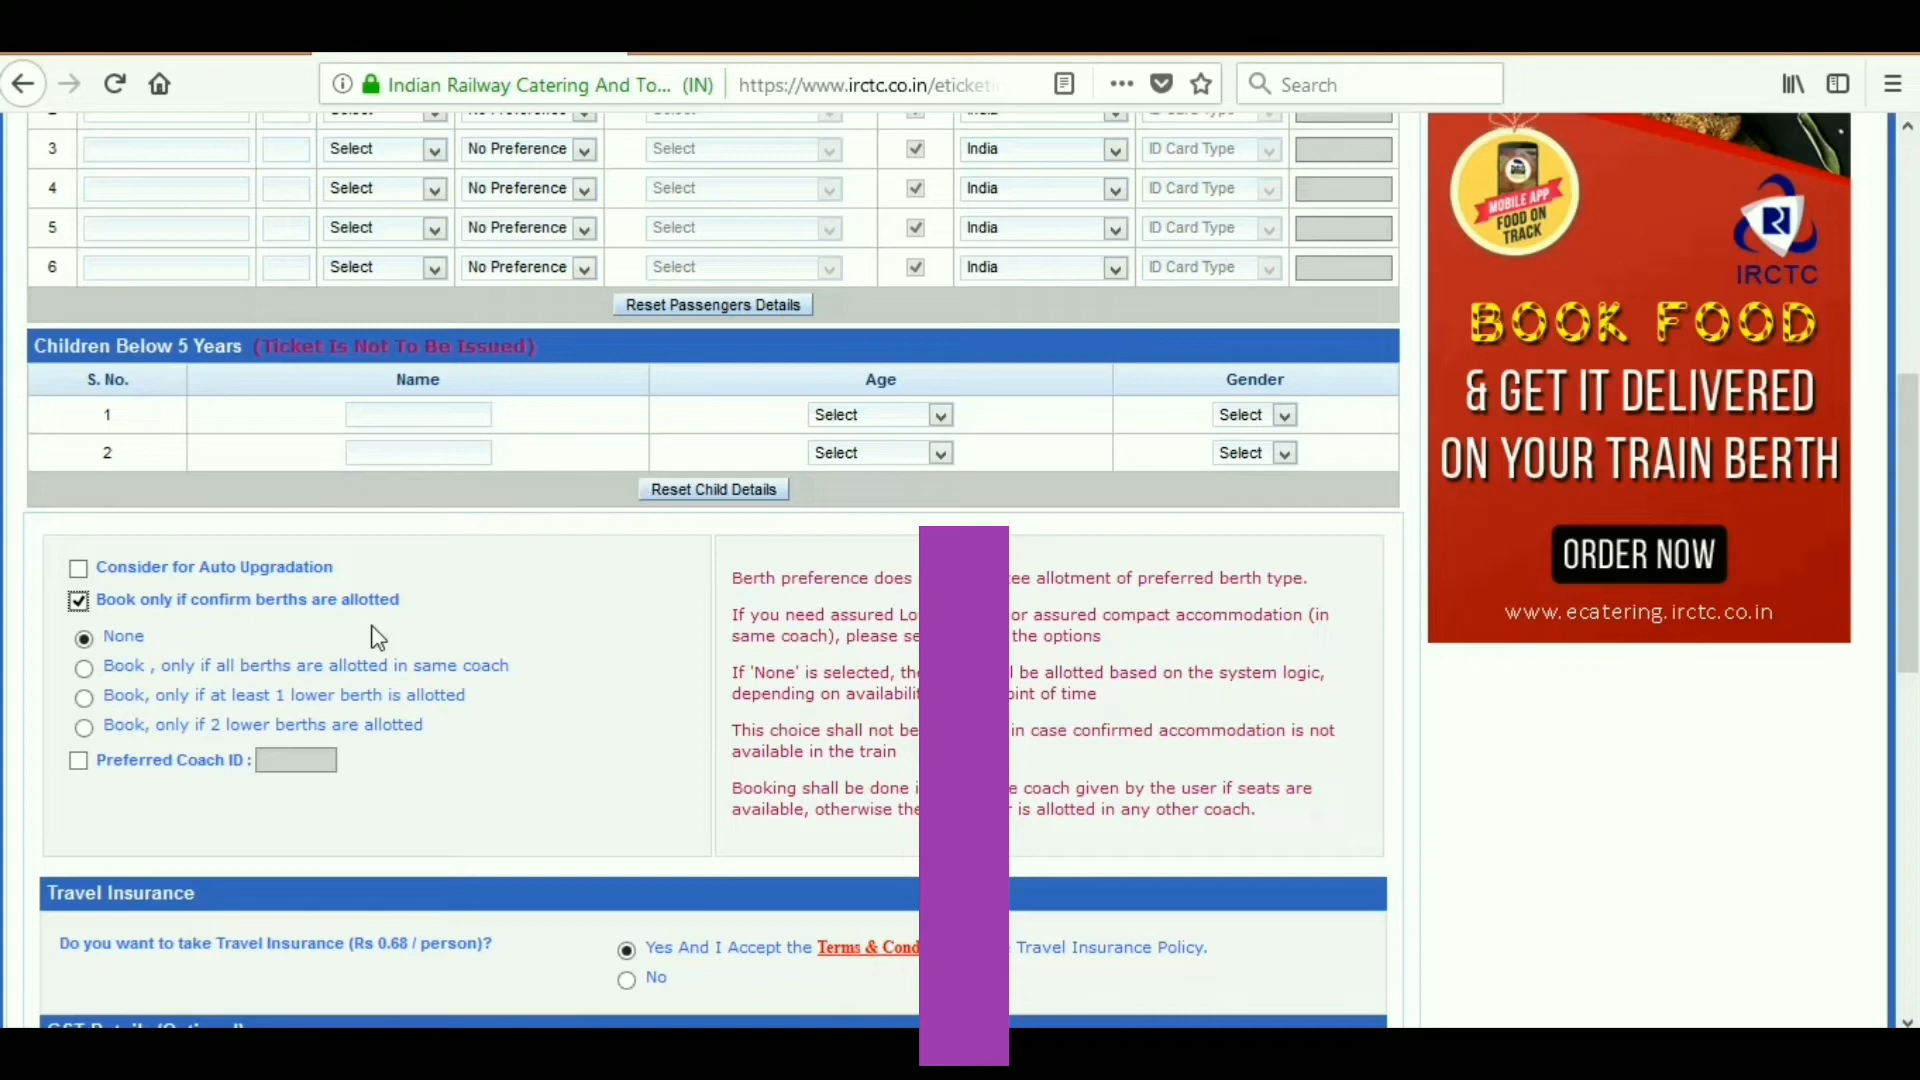 Indian Railway Catering And To... (IN)
https://www.irctc.co.in/eticketi
Search
3 Select No Preference Select India ID Card Type
4 Select No Preference Select India ID Card Type
5 Select No Preference Select India ID Card Type
6 Select No Preference Select India ID Card Type
Reset Passengers Details
Children Below 5 Years (Ticket Is Not To Be Issued)
S. No. Name Age Gender
1 Select Select
2 Select Select
Reset Child Details
Consider for Auto Upgradation
Book only if confirm berths are allotted
None
Book , only if all berths are allotted in same coach
Book, only if at least 1 lower berth is allotted
Book, only if 2 lower berths are allotted
Preferred Coach ID :
Berth preference does allotment of preferred berth type.
If you need assured or assured compact accommodation (in
same coach), please the options
If 'None' is selected, be allotted based on the system logic,
depending on of time
This choice shall not be in case confirmed accommodation is not
available in the train
Booking shall be done coach given by the user if seats are
available, otherwise is allotted in any other coach.
Travel Insurance
Do you want to take Travel Insurance (Rs 0.68 / person)?
Yes And I Accept the Terms & Travel Insurance Policy.
No
MOBILE APP
FOOD ON
TRACK
IRCTC
BOOK FOOD
& GET IT DELIVERED
ON YOUR TRAIN BERTH
ORDER NOW
www.ecatering.irctc.co.in